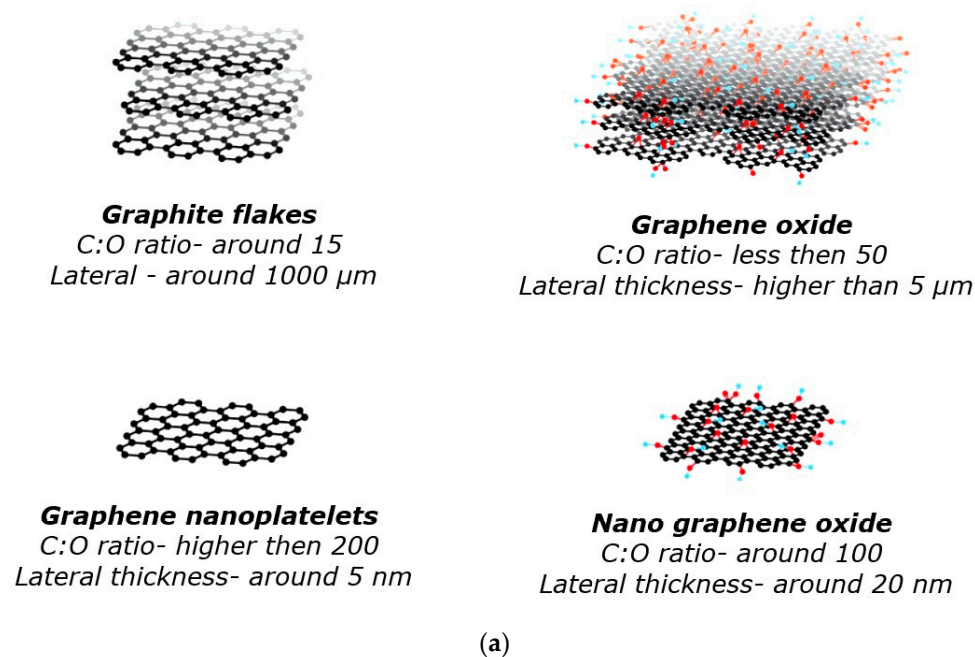 Graphite flakes
C:O ratio- around 15
Lateral - around 1000 μm
Graphene oxide
C:O ratio- less then 50
Lateral thickness- higher than 5 μm
Graphene nanoplatelets
C:O ratio- higher then 200
Lateral thickness- around 5 nm
Nano graphene oxide
C:O ratio- around 100
Lateral thickness- around 20 nm
(a)